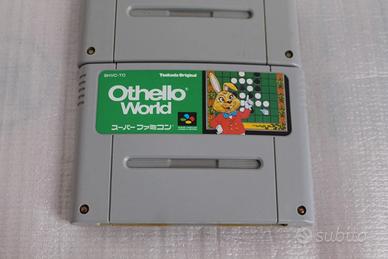 SHVC-TO
Tsukuda Original
Othello®
World
スーパーファミコン
subito